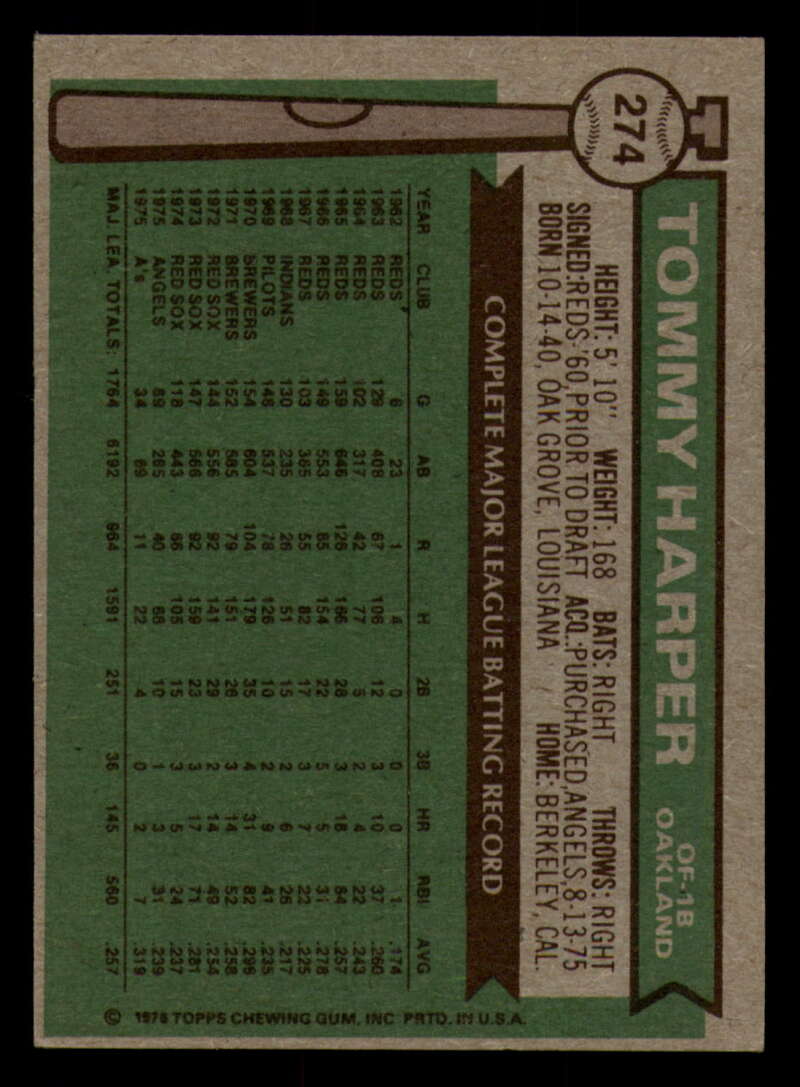 274
TOMMY HARPER
OF-1B
OAKLAND
HEIGHT: 5' 10" WEIGHT: 168 BATS: RIGHT THROWS: RIGHT
SIGNED: REDS-'60, PRIOR TO DRAFT ACQ.: PURCHASED, ANGELS, 8-13-75
BORN 10-14-40, OAK GROVE, LOUISIANA HOME: BERKELEY, CAL.
COMPLETE MAJOR LEAGUE BATTING RECORD
YEAR CLUB G AB R H 2B 3B HR RBI AVG
1962 REDS 6 23 1 4 0 0 0 1 .174
1963 REDS 129 408 67 106 12 3 10 37 .260
1964 REDS 102 317 42 77 5 2 4 22 .243
1965 REDS 159 646 126 166 28 3 18 64 .257
1966 REDS 149 553 85 154 22 5 5 31 .278
1967 REDS 103 365 55 82 17 3 7 22 .225
1968 INDIANS 130 235 26 51 15 2 6 26 .217
1969 PILOTS 148 537 78 126 10 2 9 41 .235
1970 BREWERS 154 604 104 179 35 4 31 82 .296
1971 BREWERS 152 585 79 151 26 3 14 52 .258
1972 RED SOX 144 556 92 141 29 2 14 49 .254
1973 RED SOX 147 566 92 159 23 3 17 71 .281
1974 RED SOX 118 443 66 105 15 3 5 24 .237
1975 ANGELS 89 285 40 68 10 1 3 31 .239
1975 A's 34 69 11 22 4 0 2 7 .319
MAJ. LEA. TOTALS: 1764 6192 964 1591 251 36 145 560 .257
© 1976 TOPPS CHEWING GUM, INC PRTD. IN U.S.A.